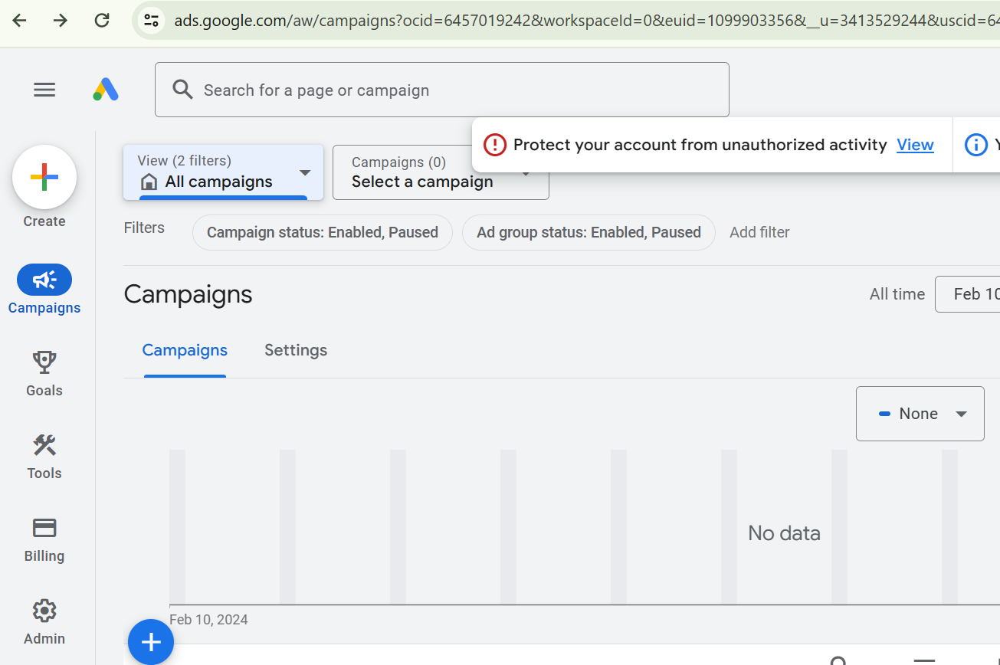 ads.google.com/aw/campaigns?ocid=6457019242&workspaceId=0&euid=1099903356&__u=3413529244&uscid=64
Search for a page or campaign
Protect your account from unauthorized activity View
View (2 filters)
All campaigns
Campaigns (0)
Select a campaign
Create
Filters
Campaign status: Enabled, Paused
Ad group status: Enabled, Paused
Add filter
Campaigns
Campaigns
All time
Feb 10
Campaigns
Settings
Goals
None
Tools
No data
Billing
Feb 10, 2024
Admin